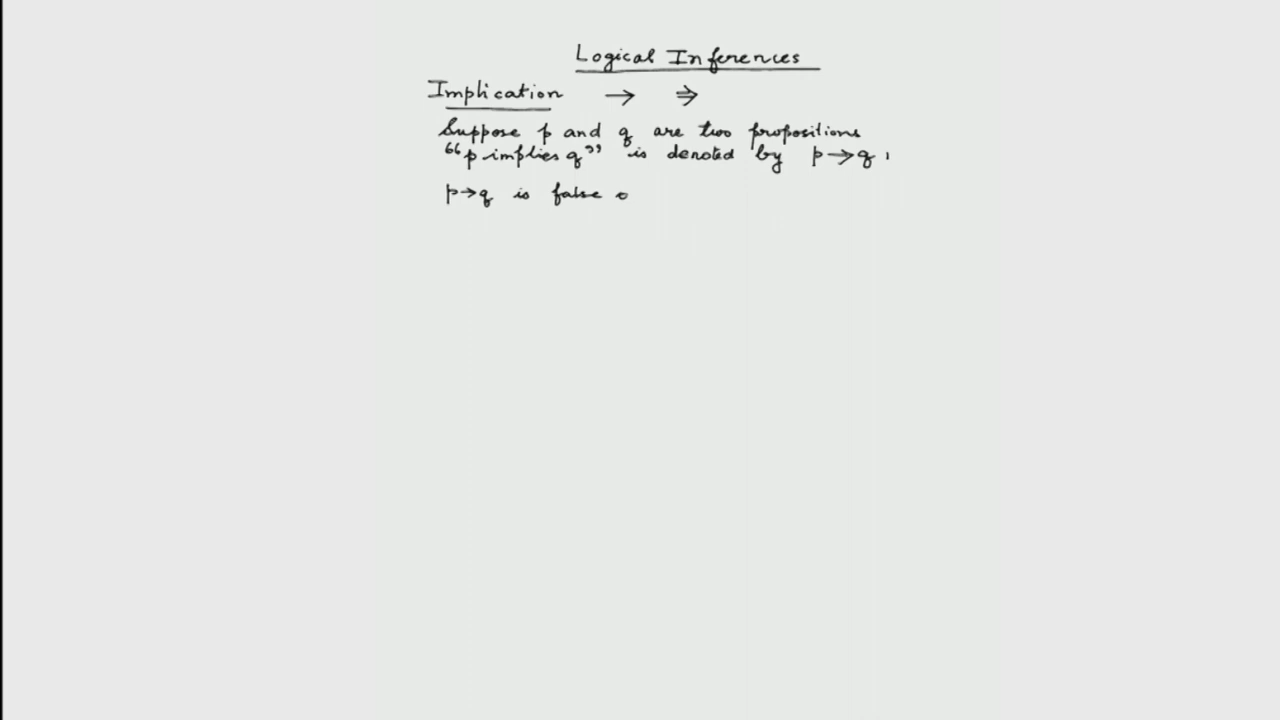 Logical Inferences
Implication → ⇒
Suppose p and q are two propositions
“p implies q” is denoted by p→q,
p→q is false o